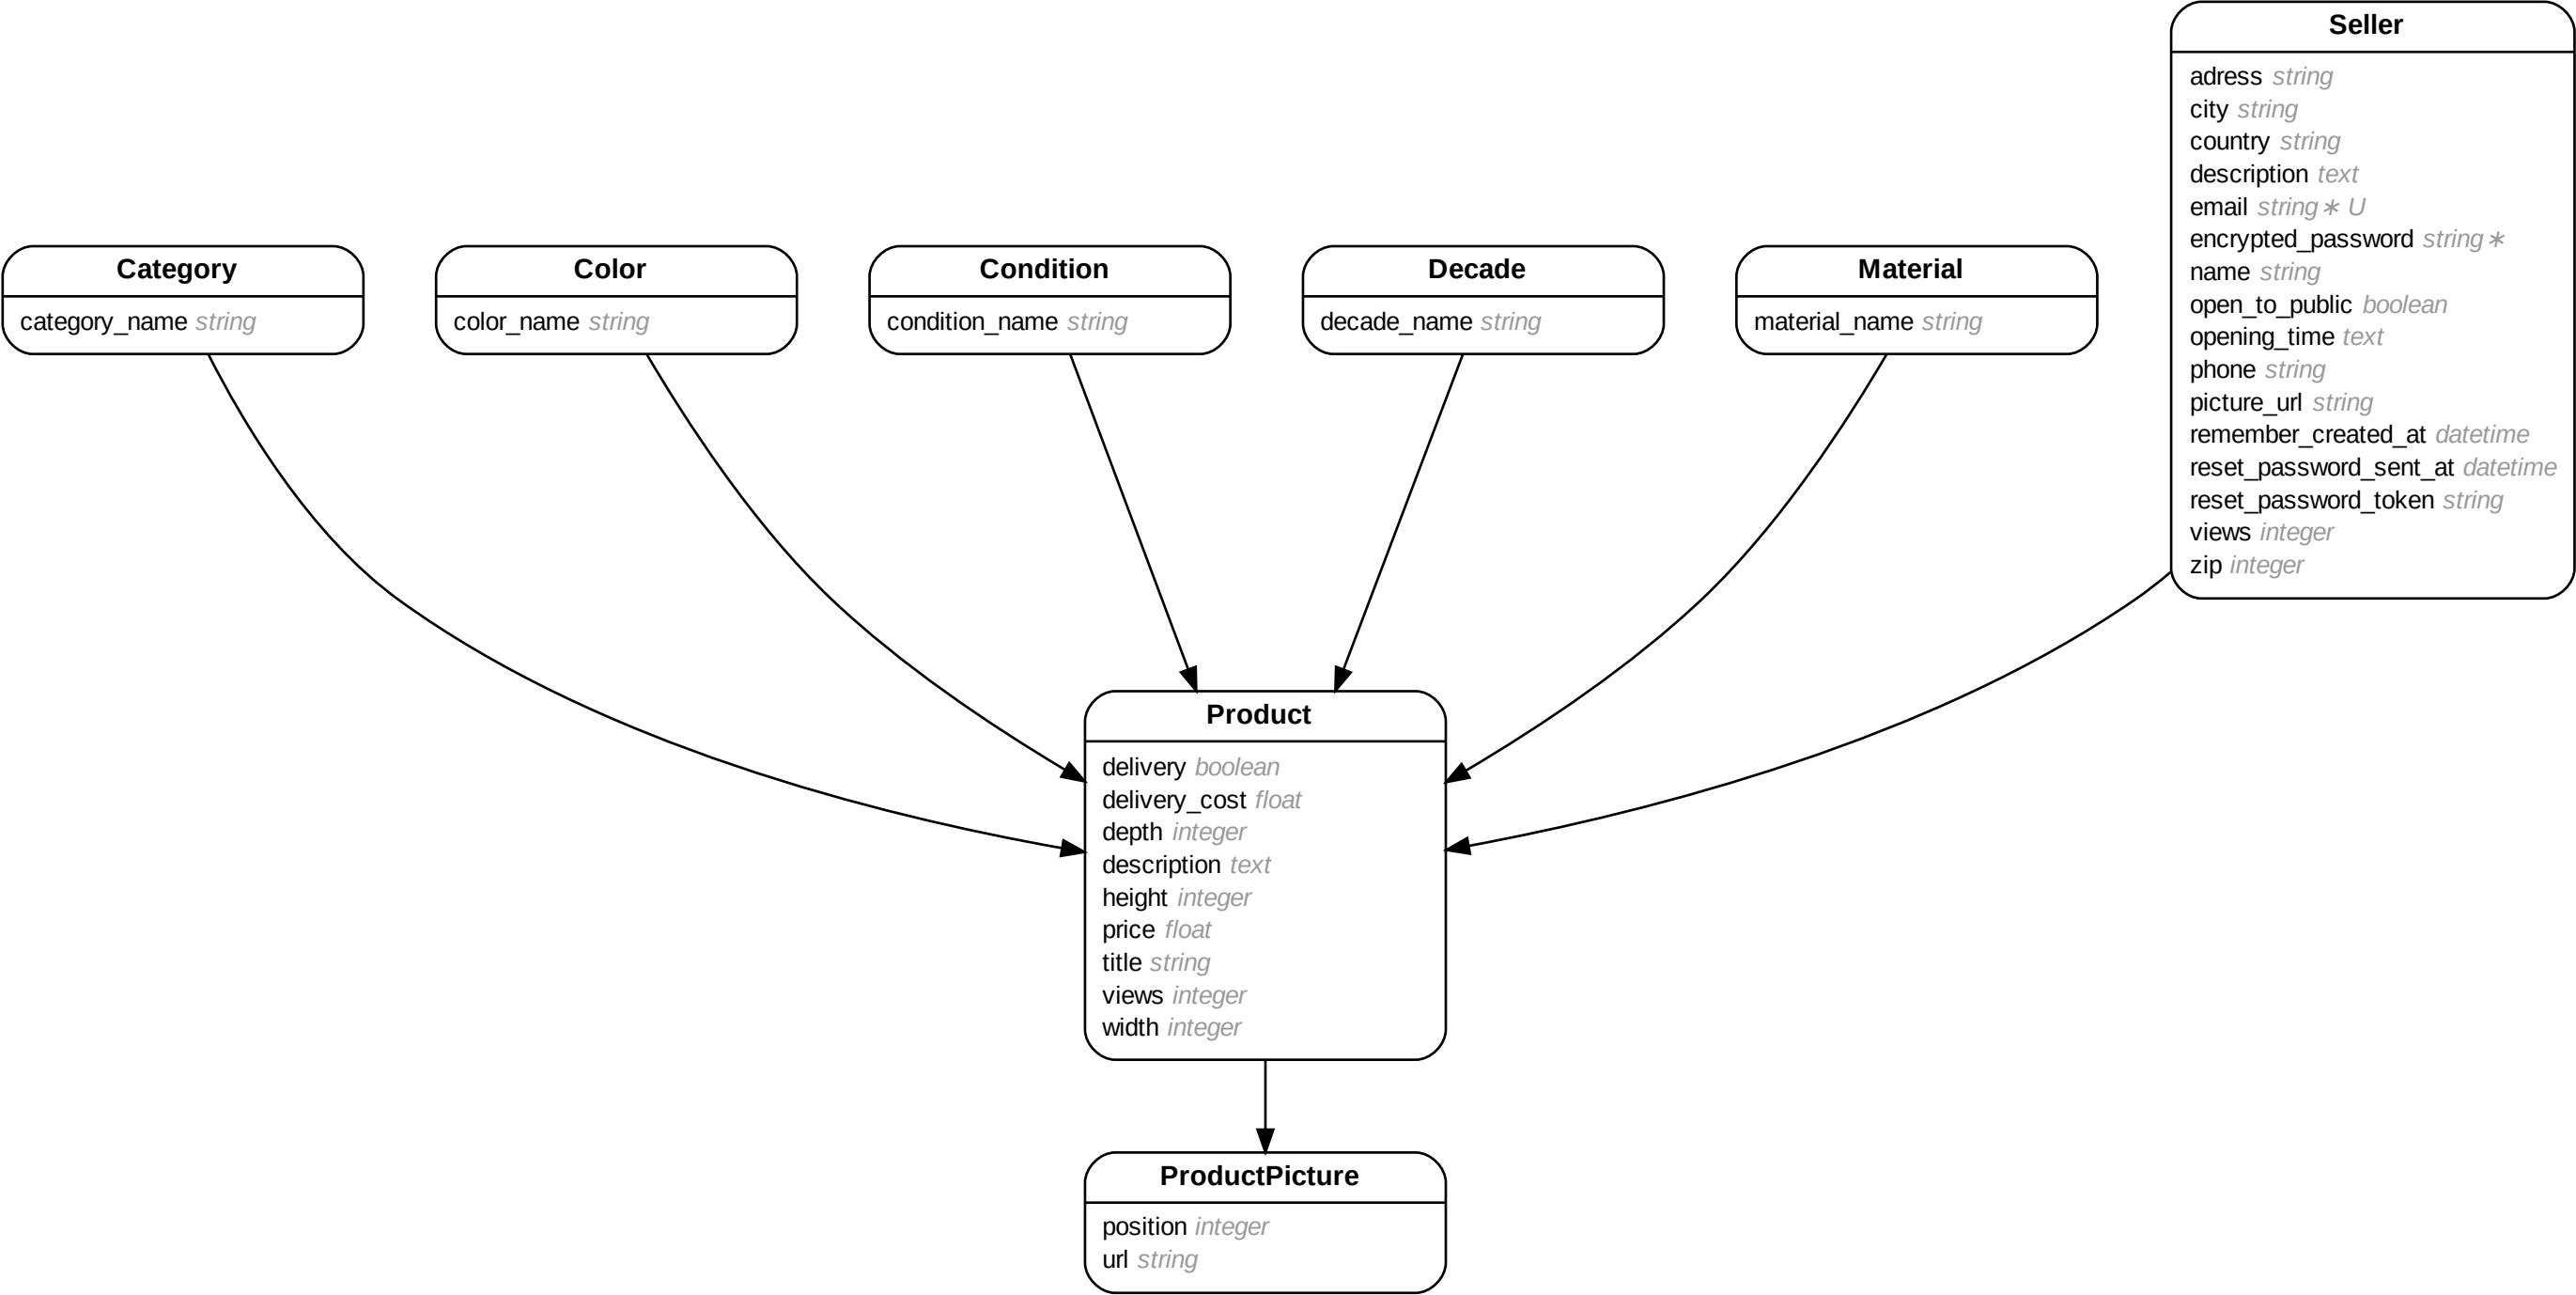 Seller
adress string
city string
country string
description text
email string∗ U
encrypted_password string∗
name string
open_to_public boolean
opening_time text
phone string
picture_url string
remember_created_at datetime
reset_password_sent_at datetime
reset_password_token string
views integer
zip integer
Category
category_name string
Color
color_name string
Condition
condition_name string
Decade
decade_name string
Material
material_name string
Product
delivery boolean
delivery_cost float
depth integer
description text
height integer
price float
title string
views integer
width integer
ProductPicture
position integer
url string